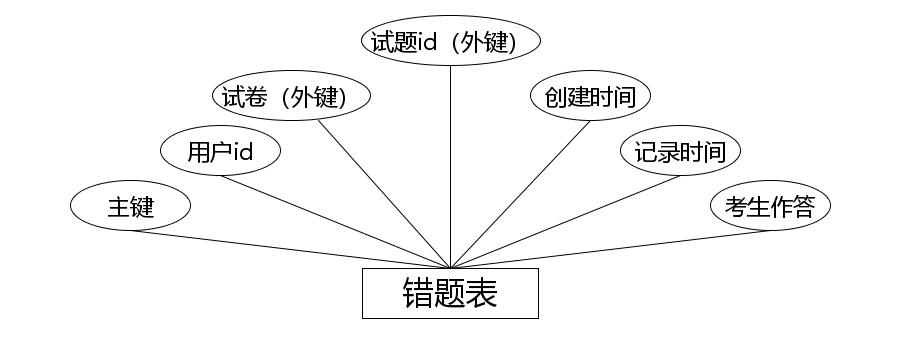 试题id（外键）
试卷（外键）
创建时间
用户id
记录时间
主键
考生作答
错题表